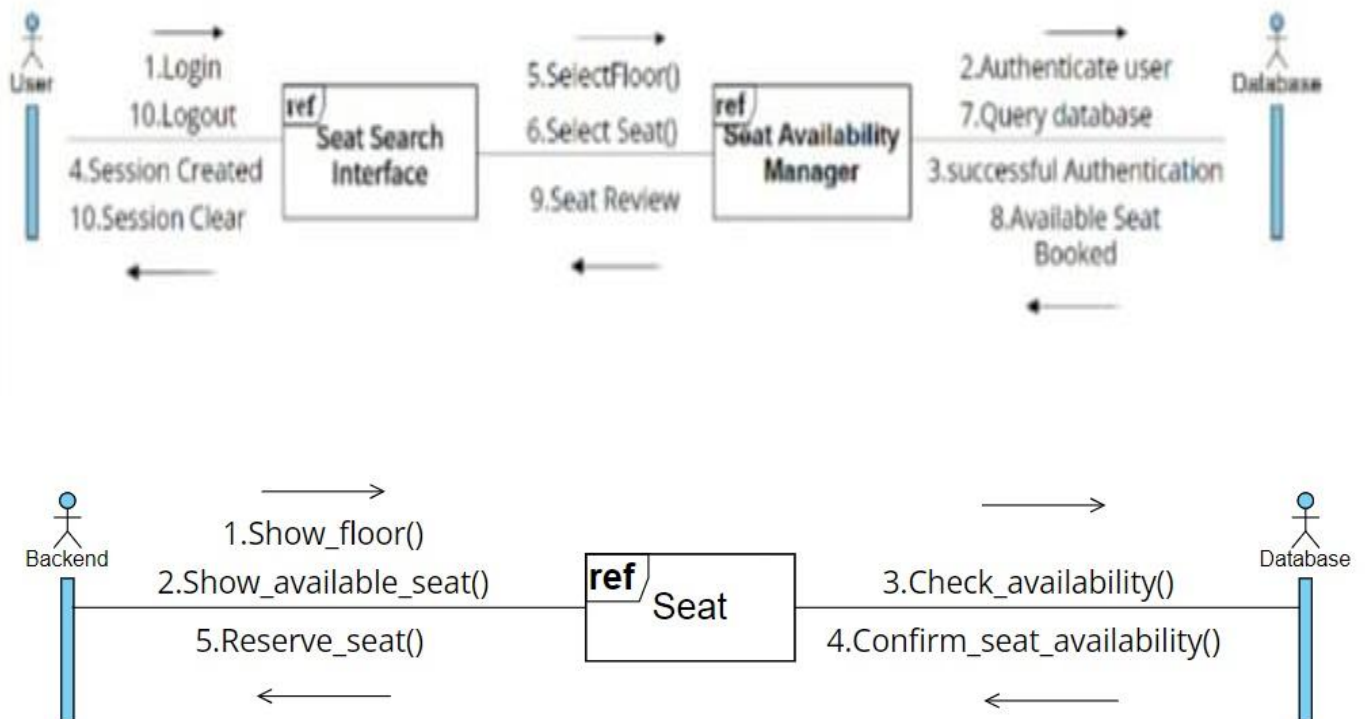 User
1.Login
10.Logout
4.Session Created
10.Session Clear
ref
Seat Search
Interface
5.SelectFloor()
6.Select Seat()
9.Seat Review
ref
Seat Availability
Manager
2.Authenticate user
7.Query database
3.successful Authentication
8.Available Seat
Booked
Database
Backend
1.Show_floor()
2.Show_available_seat()
5.Reserve_seat()
ref
Seat
3.Check_availability()
4.Confirm_seat_availability()
Database